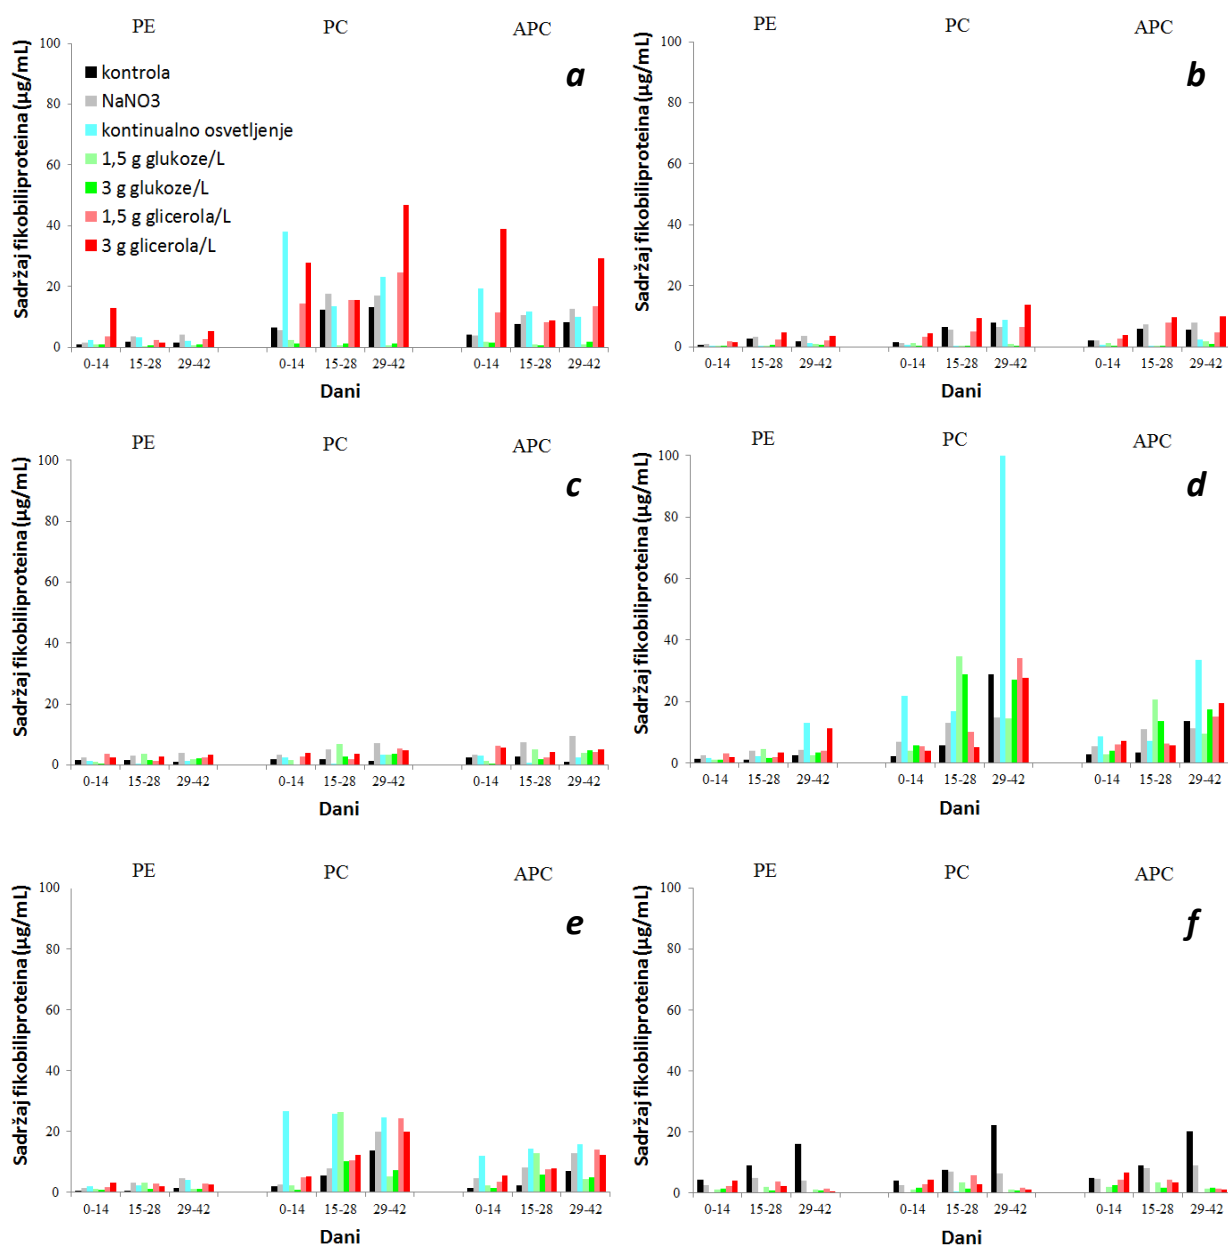 PE PC APC
a
Sadržaj fikobiliproteina (µg/mL)
100
80
60
40
20
0
kontrola
NaNO3
kontinualno osvetljenje
1,5 g glukoze/L
3 g glukoze/L
1,5 g glicerola/L
3 g glicerola/L
0-14 15-28 29-42 0-14 15-28 29-42 0-14 15-28 29-42
Dani
PE PC APC
b
Sadržaj fikobiliproteina (µg/mL)
100
80
60
40
20
0
0-14 15-28 29-42 0-14 15-28 29-42 0-14 15-28 29-42
Dani
PE PC APC
c
Sadržaj fikobiliproteina (µg/mL)
100
80
60
40
20
0
0-14 15-28 29-42 0-14 15-28 29-42 0-14 15-28 29-42
Dani
PE PC APC
d
Sadržaj fikobiliproteina (µg/mL)
100
80
60
40
20
0
0-14 15-28 29-42 0-14 15-28 29-42 0-14 15-28 29-42
Dani
PE PC APC
e
Sadržaj fikobiliproteina (µg/mL)
100
80
60
40
20
0
0-14 15-28 29-42 0-14 15-28 29-42 0-14 15-28 29-42
Dani
PE PC APC
f
Sadržaj fikobiliproteina (µg/mL)
100
80
60
40
20
0
0-14 15-28 29-42 0-14 15-28 29-42 0-14 15-28 29-42
Dani